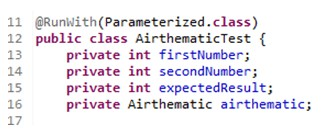 11 @RunWith(Parameterized.class)
12 public class AirthematicTest {
13 private int firstNumber;
14 private int secondNumber;
15 private int expectedResult;
16 private Airthematic airthematic;
17